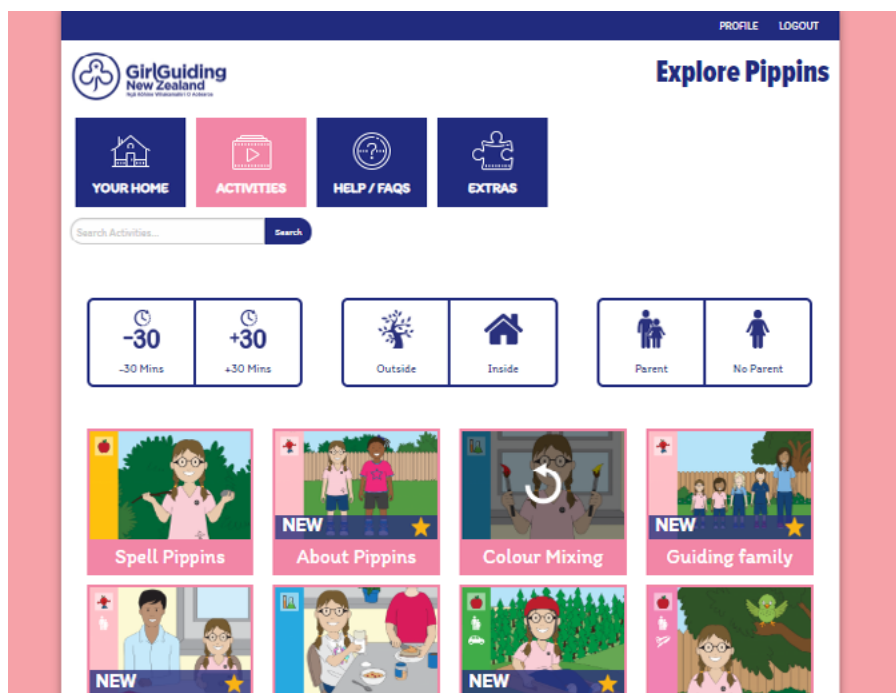 PROFILE LOGOUT
GirlGuiding
New Zealand
Explore Pippins
YOUR HOME ACTIVITIES HELP / FAQS EXTRAS
Search Activities... Search
-30 +30
-30 Mins +30 Mins Outside Inside Parent No Parent
NEW NEW
Spell Pippins About Pippins Colour Mixing Guiding family
NEW NEW